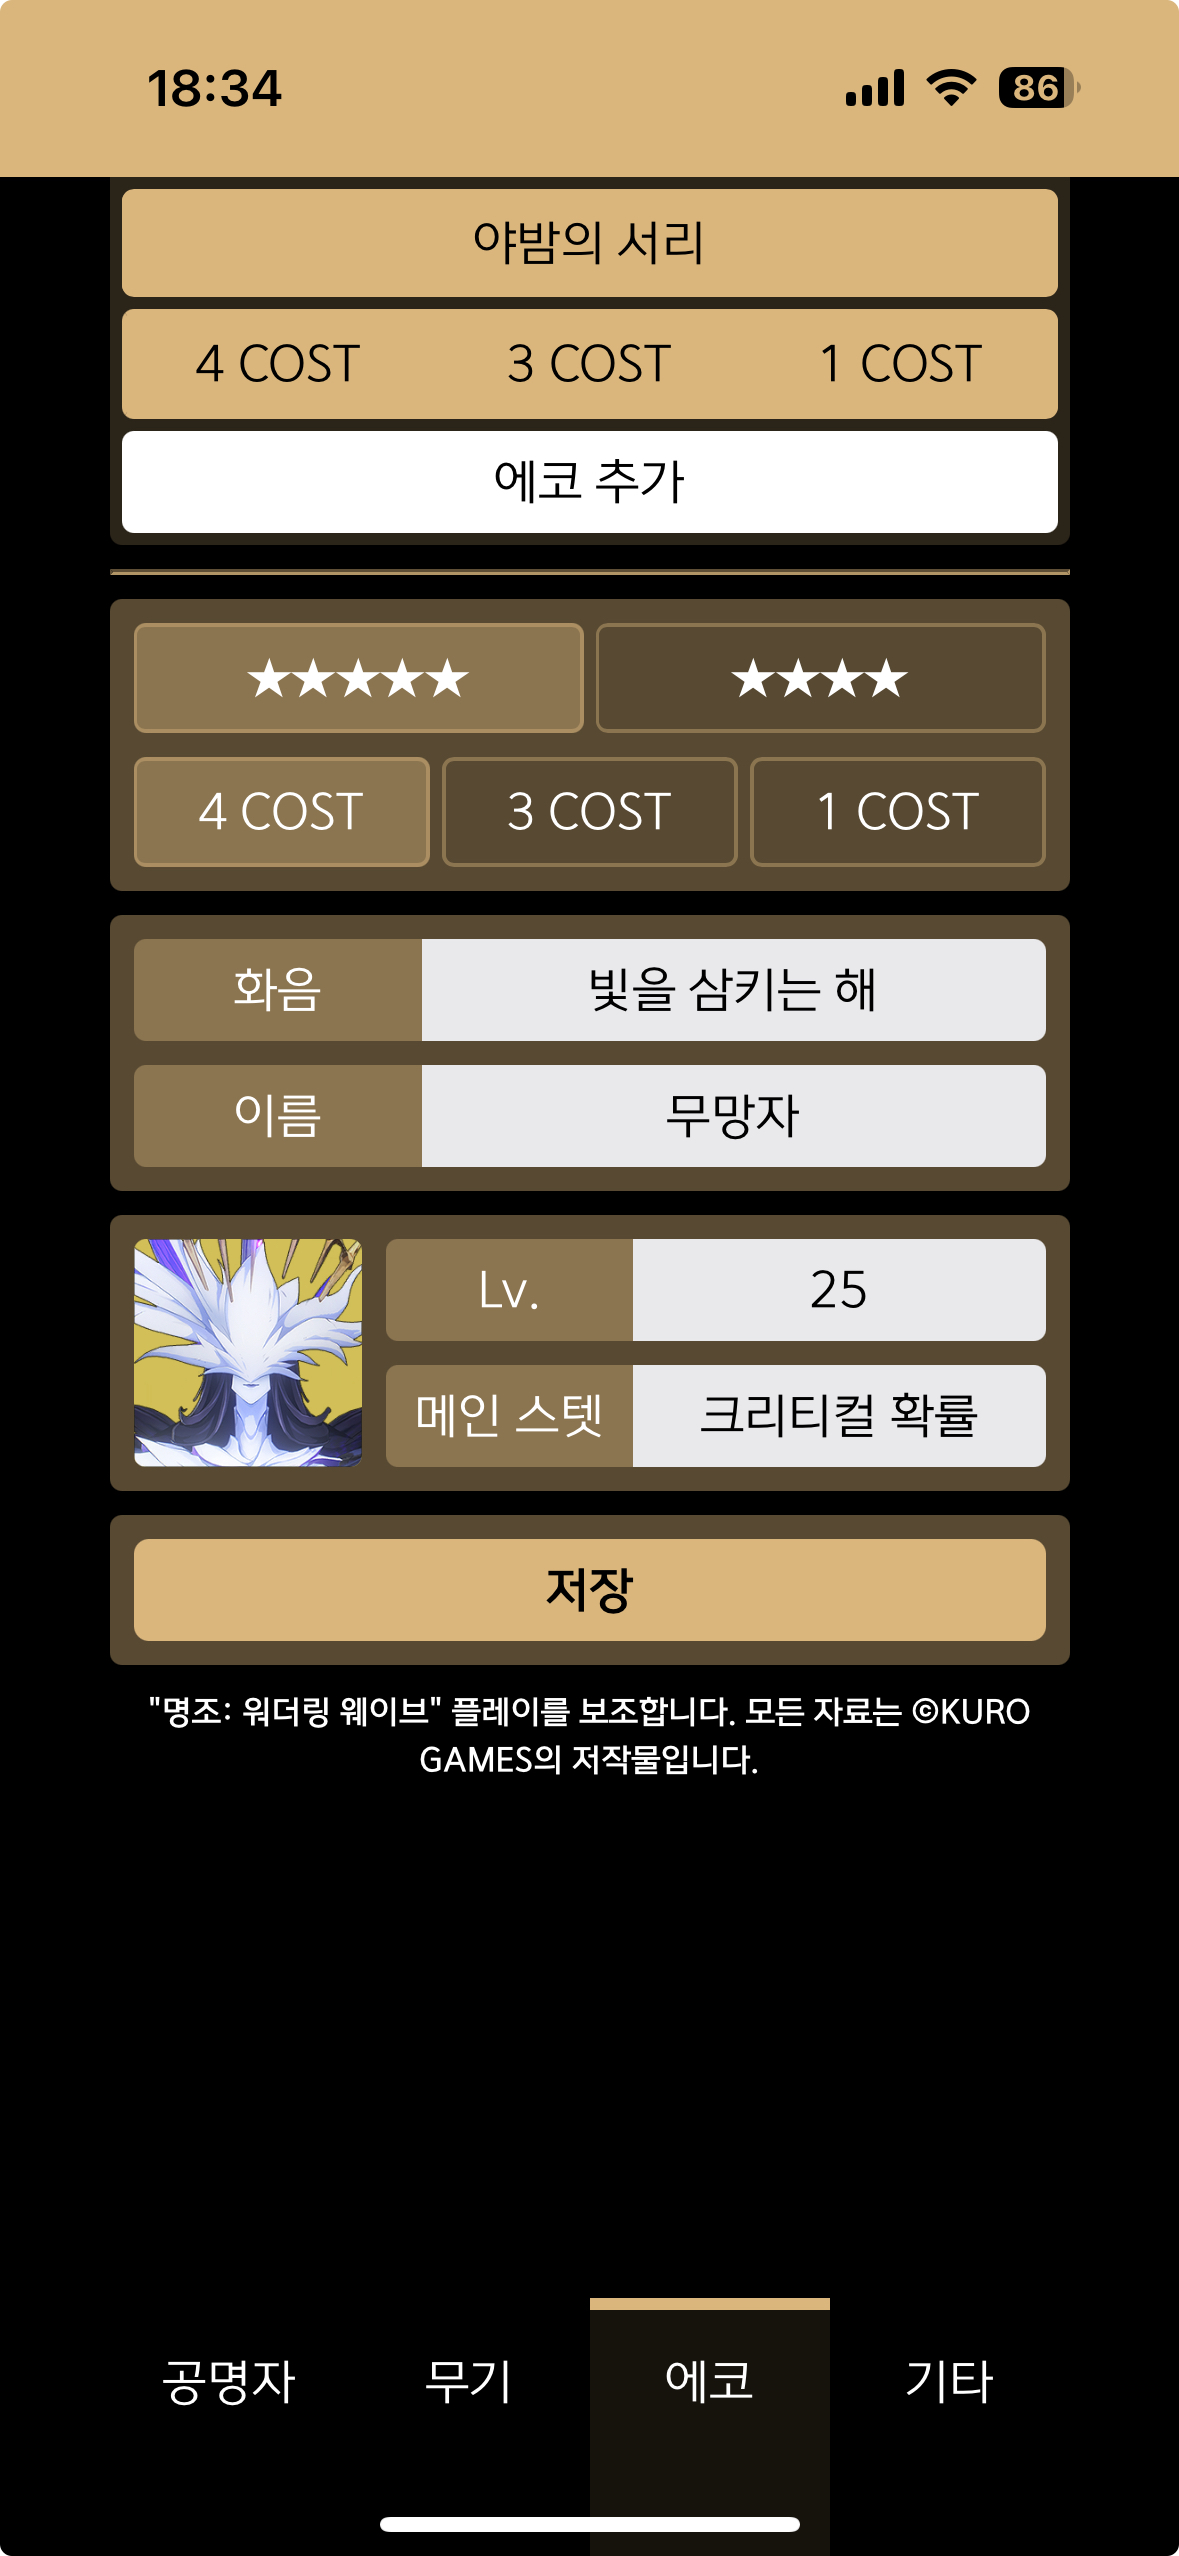 18:34
86
야밤의 서리
4 COST 3 COST 1 COST
에코 추가
★★★★★ ★★★★
4 COST 3 COST 1 COST
화음 빛을 삼키는 해
이름 무망자
Lv. 25
메인 스텟 크리티컬 확률
저장
"명조: 워더링 웨이브" 플레이를 보조합니다. 모든 자료는 ©KURO
GAMES의 저작물입니다.
공명자 무기 에코 기타